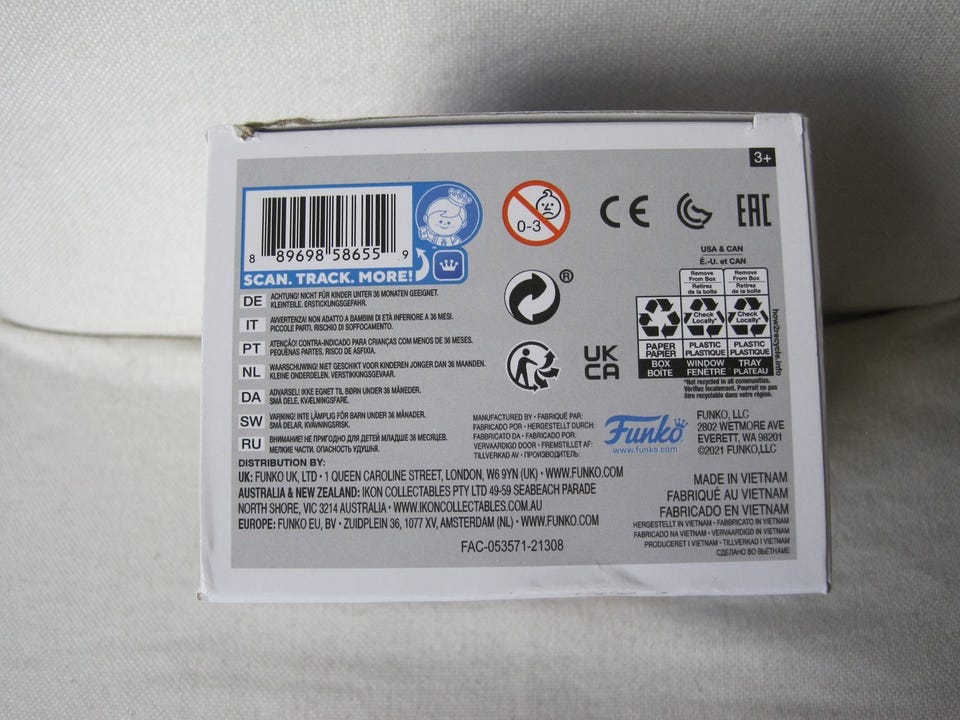 3+
8 89698 58655 9
SCAN. TRACK. MORE!
0-3
CE
EAC
USA & CAN
É.-U. et CAN
Remove From Box
Retirez de la boîte
Remove From Box
Retirez de la boîte
Check Locally*
Check Locally*
PAPER PAPIER
PLASTIC PLASTIQUE
PLASTIC PLASTIQUE
BOX BOÎTE
WINDOW FENÊTRE
TRAY PLATEAU
how2recycle.info
*Not recycled in all communities.
Vérifiez localement. Pourrait ne pas
être recyclable dans votre région.
®
UK
CA
DE ACHTUNG! NICHT FÜR KINDER UNTER 36 MONATEN GEEIGNET.
KLEINTEILE. ERSTICKUNGSGEFAHR.
IT AVVERTENZA! NON ADATTO A BAMBINI DI ETÀ INFERIORE A 36 MESI.
PICCOLE PARTI. RISCHIO DI SOFFOCAMENTO.
PT ATENÇÃO! CONTRA-INDICADO PARA CRIANÇAS COM MENOS DE 36 MESES.
PEQUENAS PARTES. RISCO DE ASFIXIA.
NL WAARSCHUWING! NIET GESCHIKT VOOR KINDEREN JONGER DAN 36 MAANDEN.
KLEINE ONDERDELEN. VERSTIKKINGSGEVAAR.
DA ADVARSEL! IKKE EGNET TIL BØRN UNDER 36 MÅNEDER.
SMÅ DELE. KVÆLNINGSFARE.
SW VARNING! INTE LÄMPLIG FÖR BARN UNDER 36 MÅNADER.
SMÅ DELAR. KVÄVNINGSRISK.
RU ВНИМАНИЕ! НЕ ПРИГОДНО ДЛЯ ДЕТЕЙ МЛАДШЕ 36 МЕСЯЦЕВ.
МЕЛКИЕ ЧАСТИ. ОПАСНОСТЬ УДУШЬЯ.
MANUFACTURED BY • FABRIQUÉ PAR:
FABRICADO POR • HERGESTELLT DURCH:
FABBRICATO DA • FABRICADO POR:
VERVAARDIGD DOOR • FREMSTILLET AF:
TILLVERKAD AV • ПРОИЗВОДИТЕЛЬ:
Funko
www.funko.com
FUNKO, LLC
2802 WETMORE AVE
EVERETT, WA 98201
©2021 FUNKO,LLC
DISTRIBUTION BY:
UK: FUNKO UK, LTD • 1 QUEEN CAROLINE STREET, LONDON, W6 9YN (UK) • WWW.FUNKO.COM
AUSTRALIA & NEW ZEALAND: IKON COLLECTABLES PTY LTD 49-59 SEABEACH PARADE
NORTH SHORE, VIC 3214 AUSTRALIA • WWW.IKONCOLLECTABLES.COM.AU
EUROPE: FUNKO EU, BV • ZUIDPLEIN 36, 1077 XV, AMSTERDAM (NL) • WWW.FUNKO.COM
FAC-053571-21308
MADE IN VIETNAM
FABRIQUÉ AU VIETNAM
FABRICADO EN VIETNAM
HERGESTELLT IN VIETNAM • FABBRICATO IN VIETNAM
FABRICADO NA VIETNAM • VERVAARDIGD IN VIETNAM
PRODUCERET I VIETNAM • TILLVERKAD I VIETNAM
СДЕЛАНО ВО ВЬЕТНАМЕ